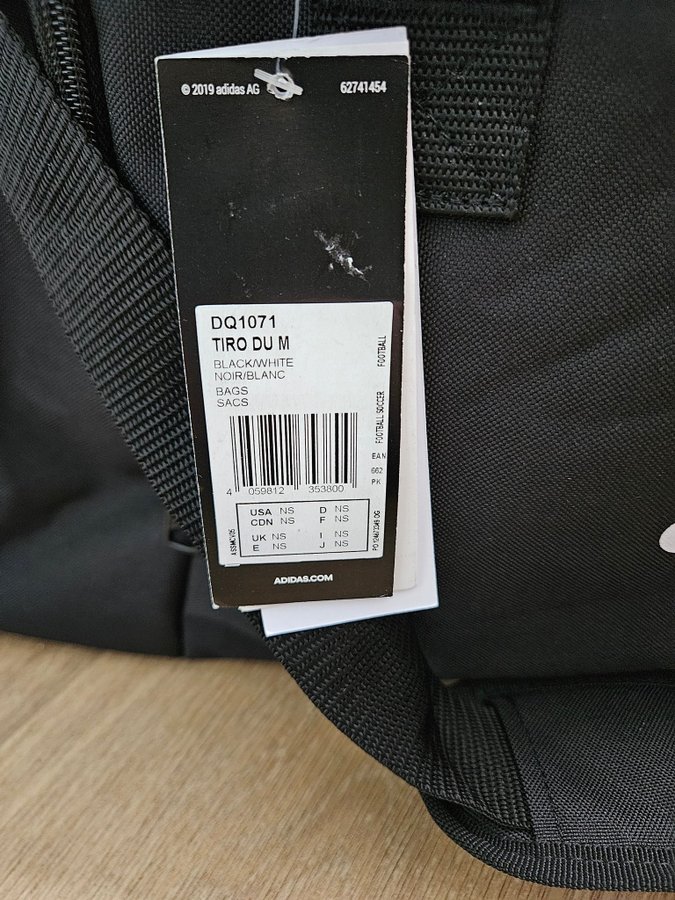 © 2019 adidas AG 62741454
DQ1071
TIRO DU M
BLACK/WHITE
NOIR/BLANC
BAGS
SACS
FOOTBALL
FOOTBALL SOCCER
EAN
662
PK
4 059812 353800
USA NS D NS
CDN NS F NS
UK NS I NS
E NS J NS
ADIDAS.COM